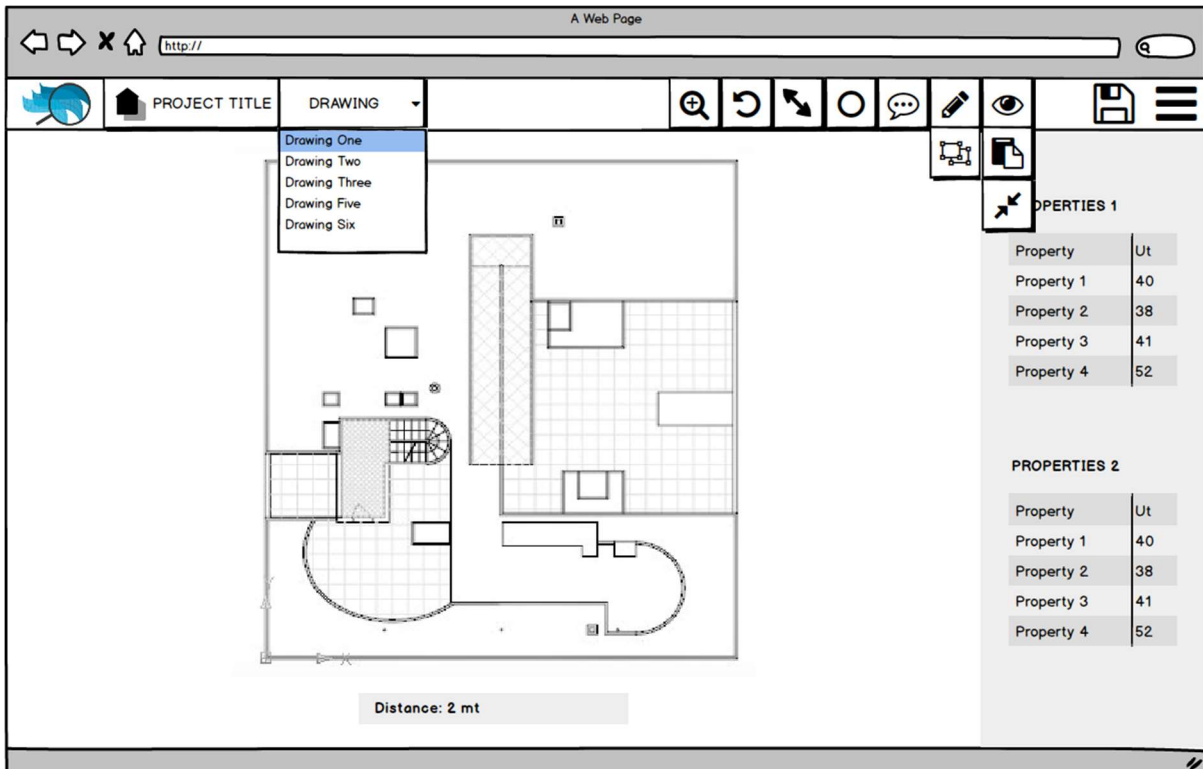 A Web Page
http://
PROJECT TITLE
DRAWING
Drawing One
Drawing Two
Drawing Three
Drawing Five
Drawing Six
OPERTIES 1
Property Ut
Property 1 40
Property 2 38
Property 3 41
Property 4 52
PROPERTIES 2
Property Ut
Property 1 40
Property 2 38
Property 3 41
Property 4 52
X
Distance: 2 mt